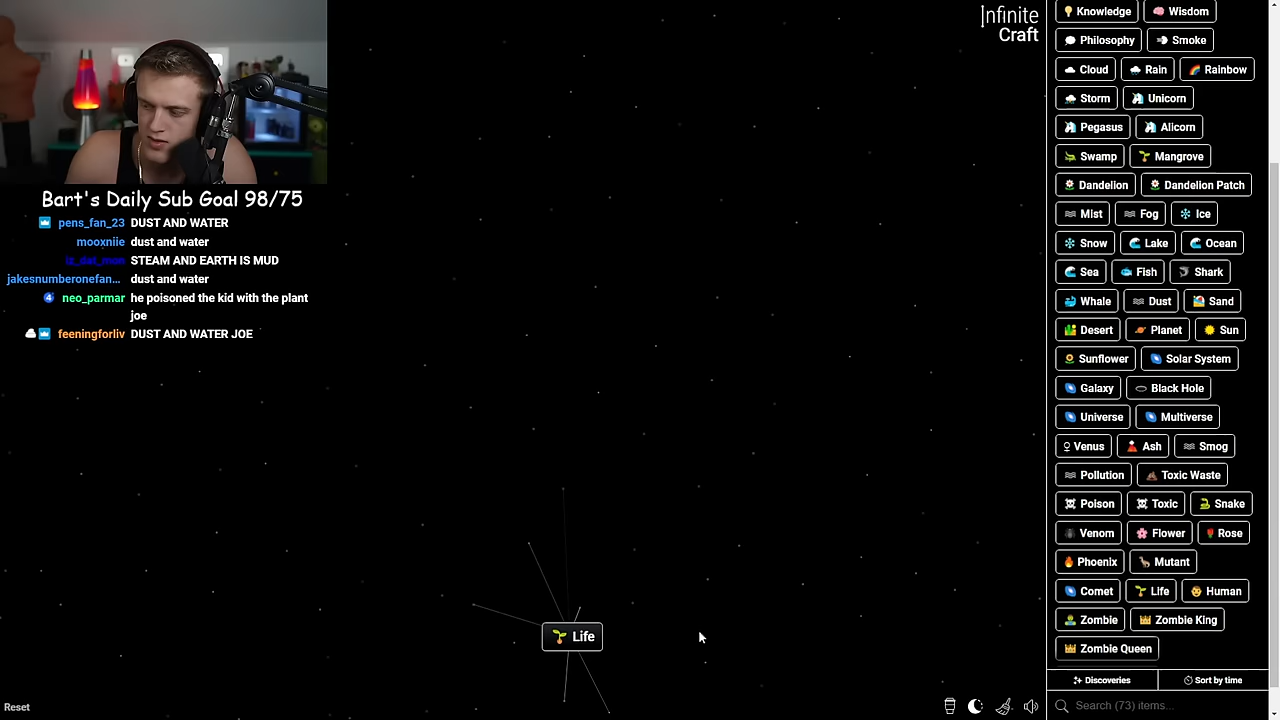 Infinite
Craft
Bart's Daily Sub Goal 98/75
pens_fan_23 DUST AND WATER
mooxniie dust and water
iz_dat_mon STEAM AND EARTH IS MUD
jakesnumberonefan... dust and water
4 neo_parmar he poisoned the kid with the plant
joe
feeningforliv DUST AND WATER JOE
Life
Knowledge Wisdom
Philosophy Smoke
Cloud Rain Rainbow
Storm Unicorn
Pegasus Alicorn
Swamp Mangrove
Dandelion Dandelion Patch
Mist Fog Ice
Snow Lake Ocean
Sea Fish Shark
Whale Dust Sand
Desert Planet Sun
Sunflower Solar System
Galaxy Black Hole
Universe Multiverse
Venus Ash Smog
Pollution Toxic Waste
Poison Toxic Snake
Venom Flower Rose
Phoenix Mutant
Comet Life Human
Zombie Zombie King
Zombie Queen
Discoveries Sort by time
Search (73) items...
Reset